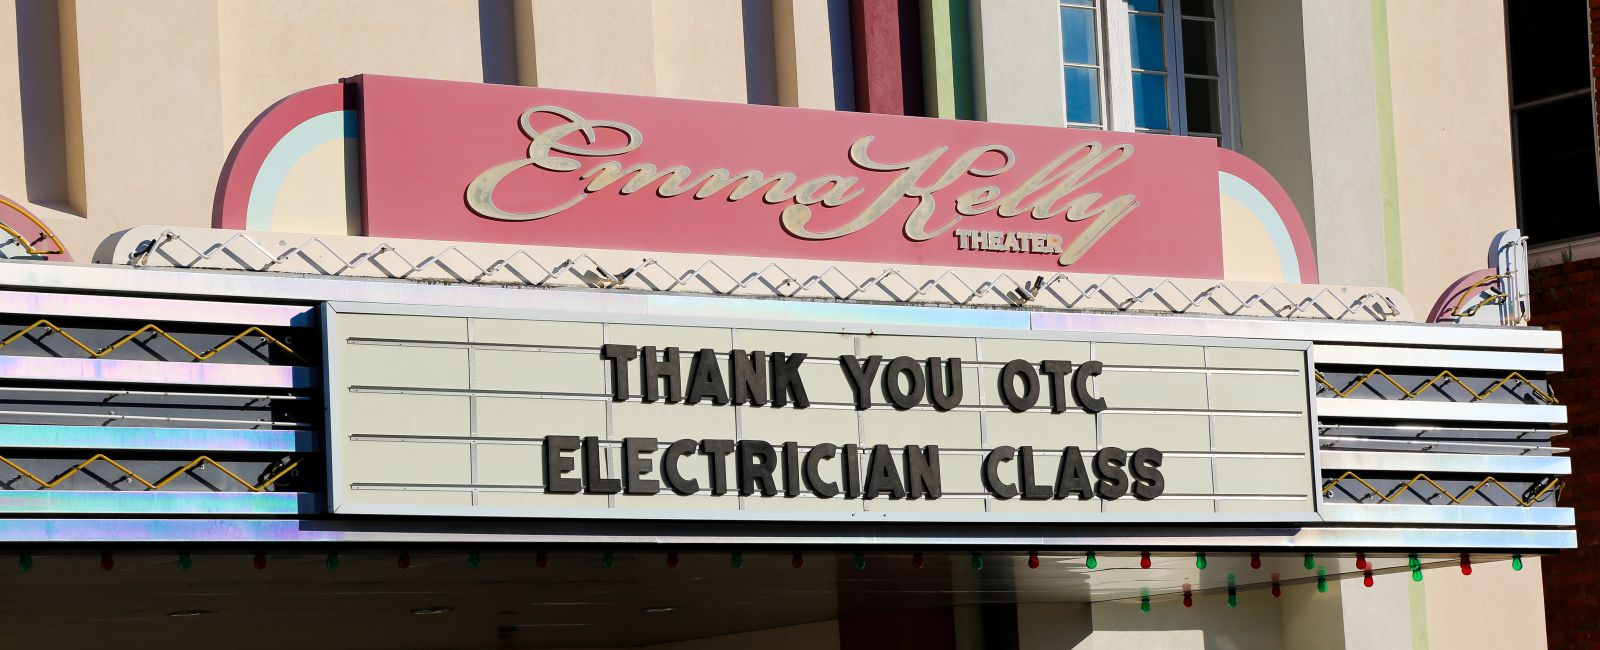 Emma Kelly
THEATER
THANK YOU OTC
ELECTRICIAN CLASS